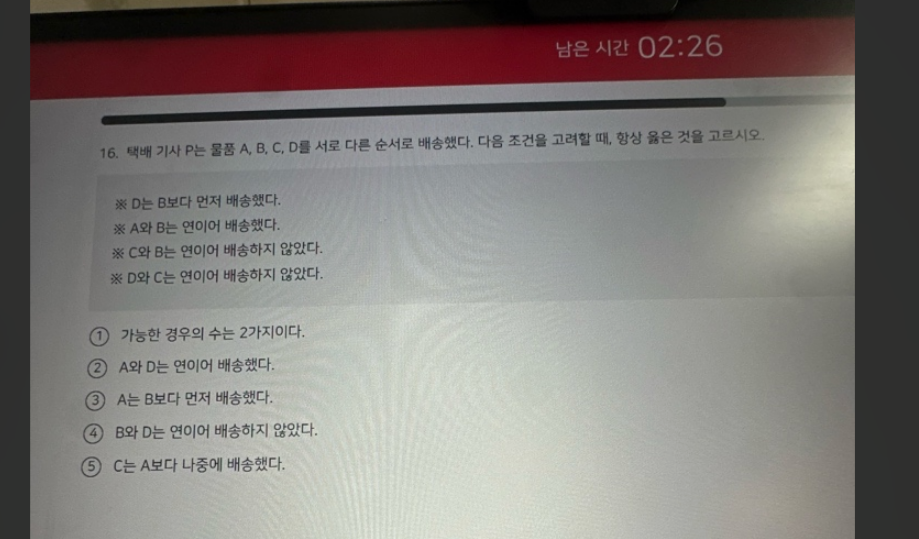 남은 시간 02:26
16. 택배 기사 P는 물품 A, B, C, D를 서로 다른 순서로 배송했다. 다음 조건을 고려할 때, 항상 옳은 것을 고르시오.
※ D는 B보다 먼저 배송했다.
※ A와 B는 연이어 배송했다.
※ C와 B는 연이어 배송하지 않았다.
※ D와 C는 연이어 배송하지 않았다.
① 가능한 경우의 수는 2가지이다.
② A와 D는 연이어 배송했다.
③ A는 B보다 먼저 배송했다.
④ B와 D는 연이어 배송하지 않았다.
⑤ C는 A보다 나중에 배송했다.